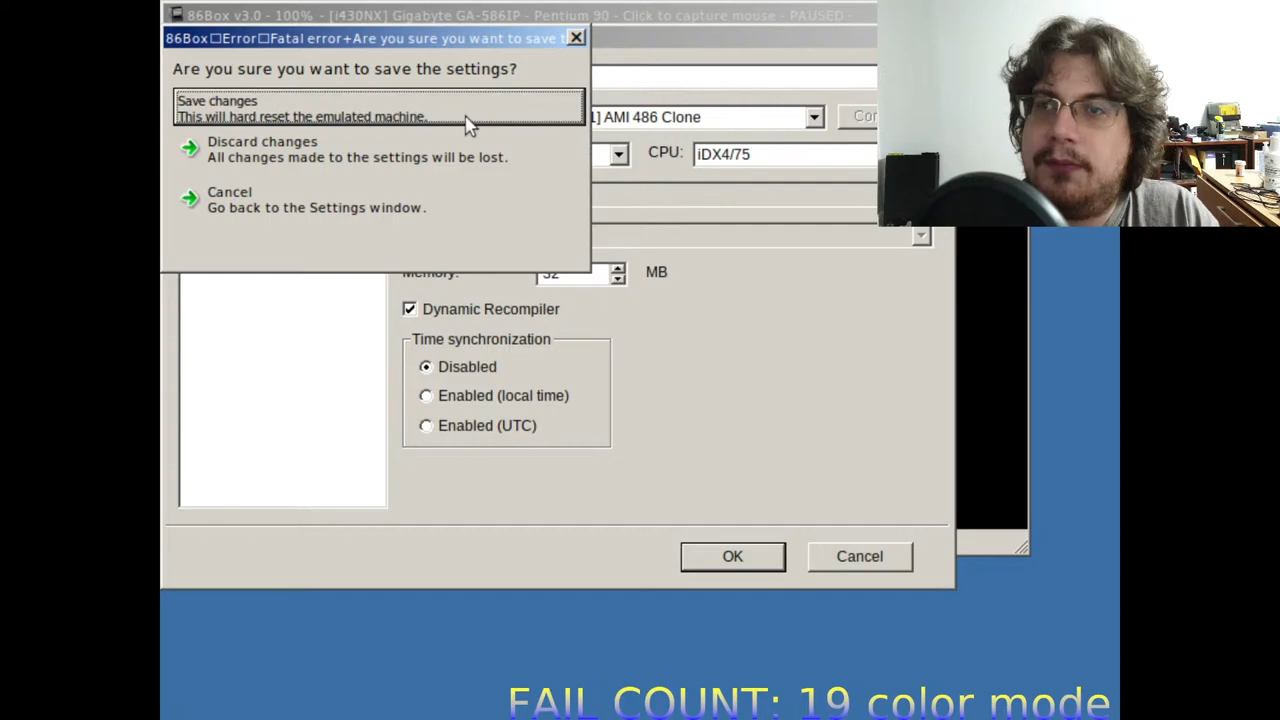 86Box v3.0 - 100% - [i430NX] Gigabyte GA-586IP - Pentium 90 - Click to capture mouse - PAUSED -
86Box□Error□Fatal error+Are you sure you want to save t
Are you sure you want to save the settings?
Save changes
This will hard reset the emulated machine.
Discard changes
All changes made to the settings will be lost.
Cancel
Go back to the Settings window.
1] AMI 486 Clone
Co
CPU:
iDX4/75
Memory:
32
MB
Dynamic Recompiler
Time synchronization
Disabled
Enabled (local time)
Enabled (UTC)
OK
Cancel
FAIL COUNT: 19 color mode